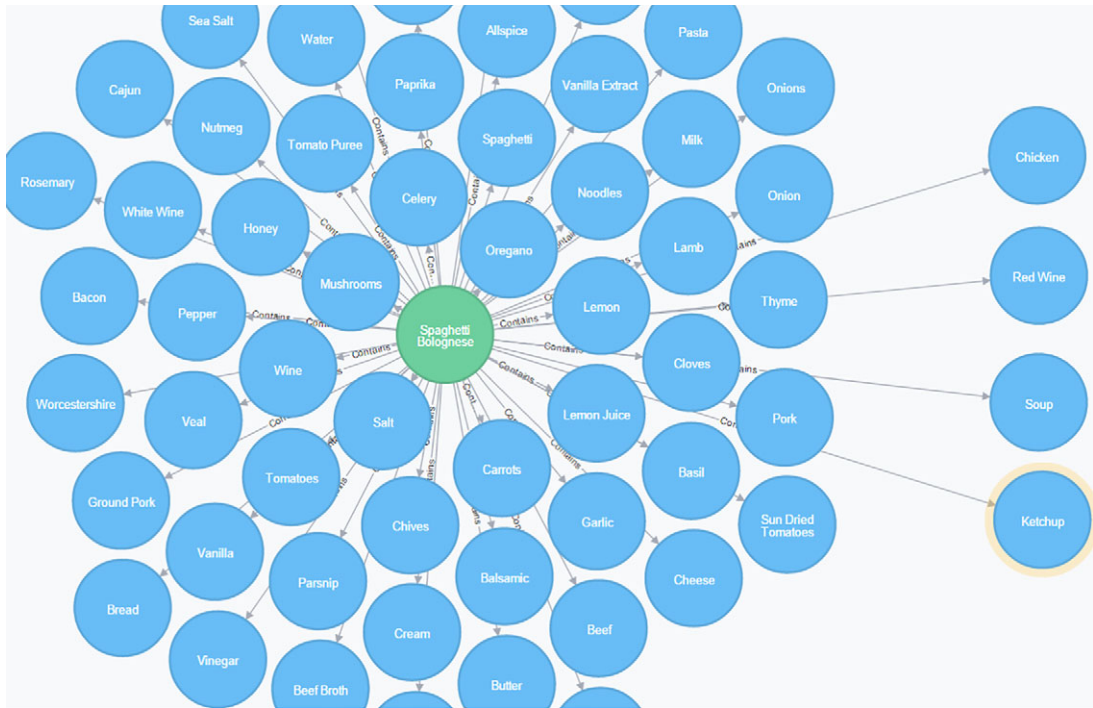 Sea Salt
Water
Allspice
Pasta
Cajun
Paprika
Vanilla Extract
Onions
Nutmeg
Tomato Puree
Spaghetti
Milk
Chicken
Rosemary
White Wine
Honey
Celery
Noodles
Onion
Oregano
Lamb
Mushrooms
Bacon
Pepper
Lemon
Thyme
Red Wine
Spaghetti
Bolognese
Contains
Contains
Contains
Contains
Contains
Contains
Contains
Wine
Cloves
Worcestershire
Veal
Salt
Lemon Juice
Pork
Soup
Ground Pork
Tomatoes
Carrots
Basil
Chives
Garlic
Sun Dried
Tomatoes
Ketchup
Vanilla
Parsnip
Balsamic
Cheese
Bread
Vinegar
Cream
Beef
Beef Broth
Butter